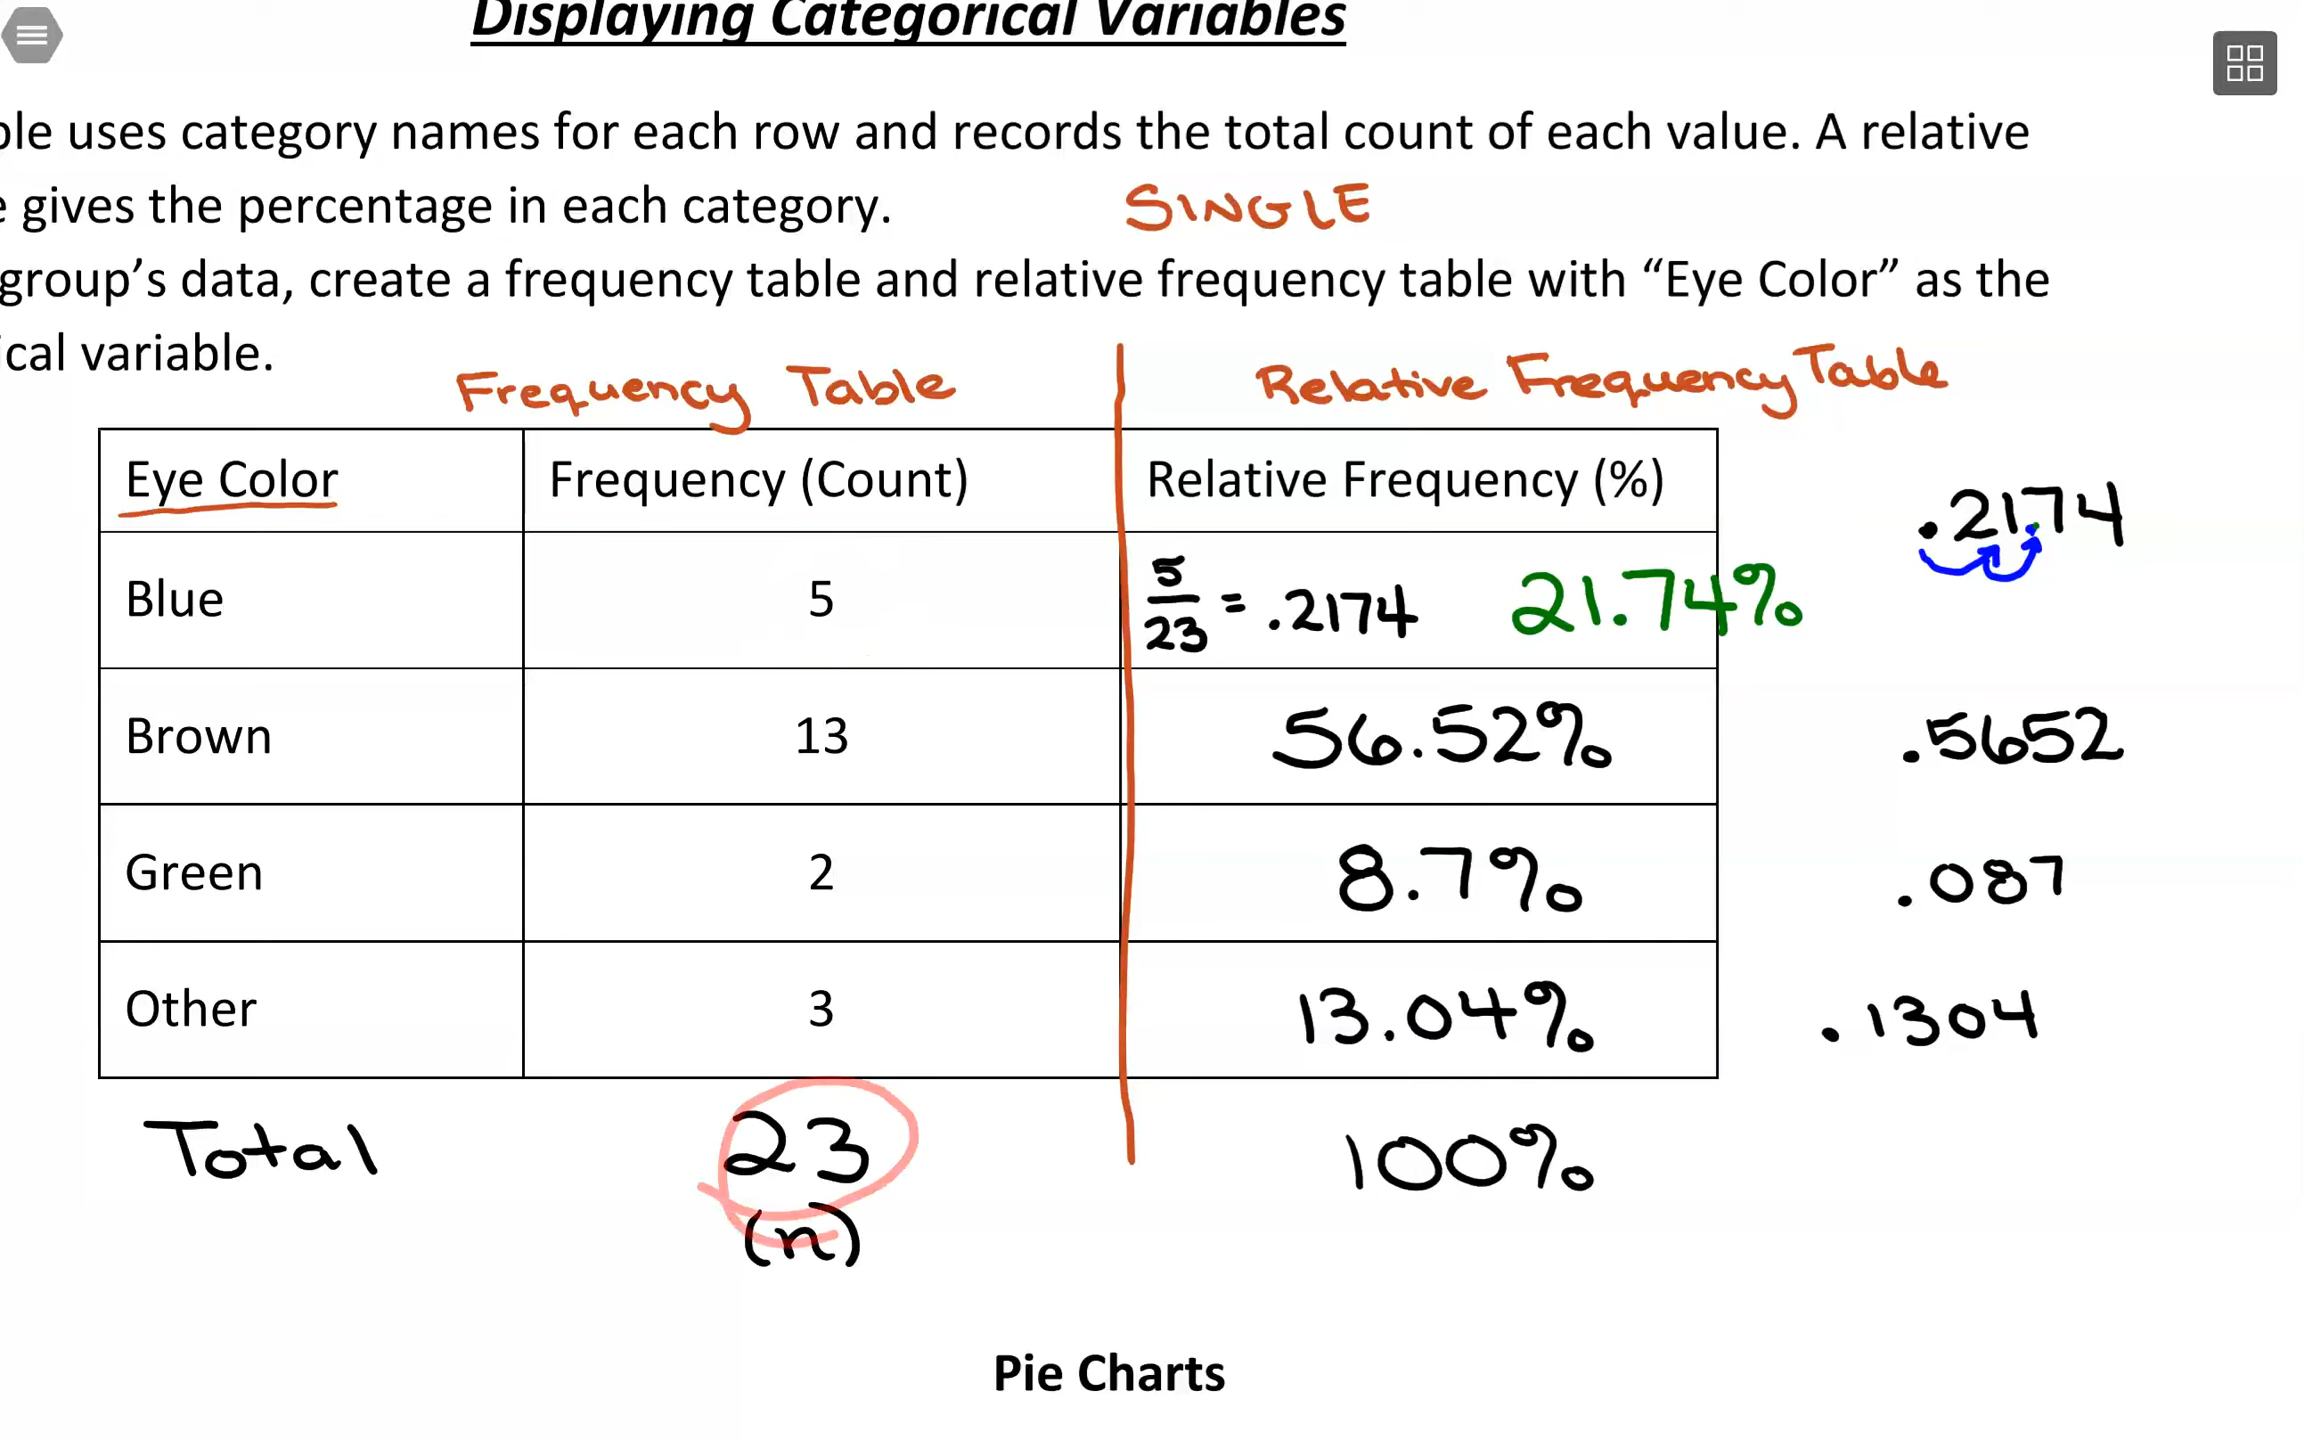 Displaying Categorical Variables
ble uses category names for each row and records the total count of each value. A relative
e gives the percentage in each category.
SINGLE
group’s data, create a frequency table and relative frequency table with “Eye Color” as the
ical variable.
Frequency Table
Relative Frequency Table
Eye Color Frequency (Count) Relative Frequency (%)
.2174
Blue 5 5/23 = .2174 21.74%
Brown 13 56.52% .5652
Green 2 8.7% .087
Other 3 13.04% .1304
Total 23 100%
(n)
Pie Charts